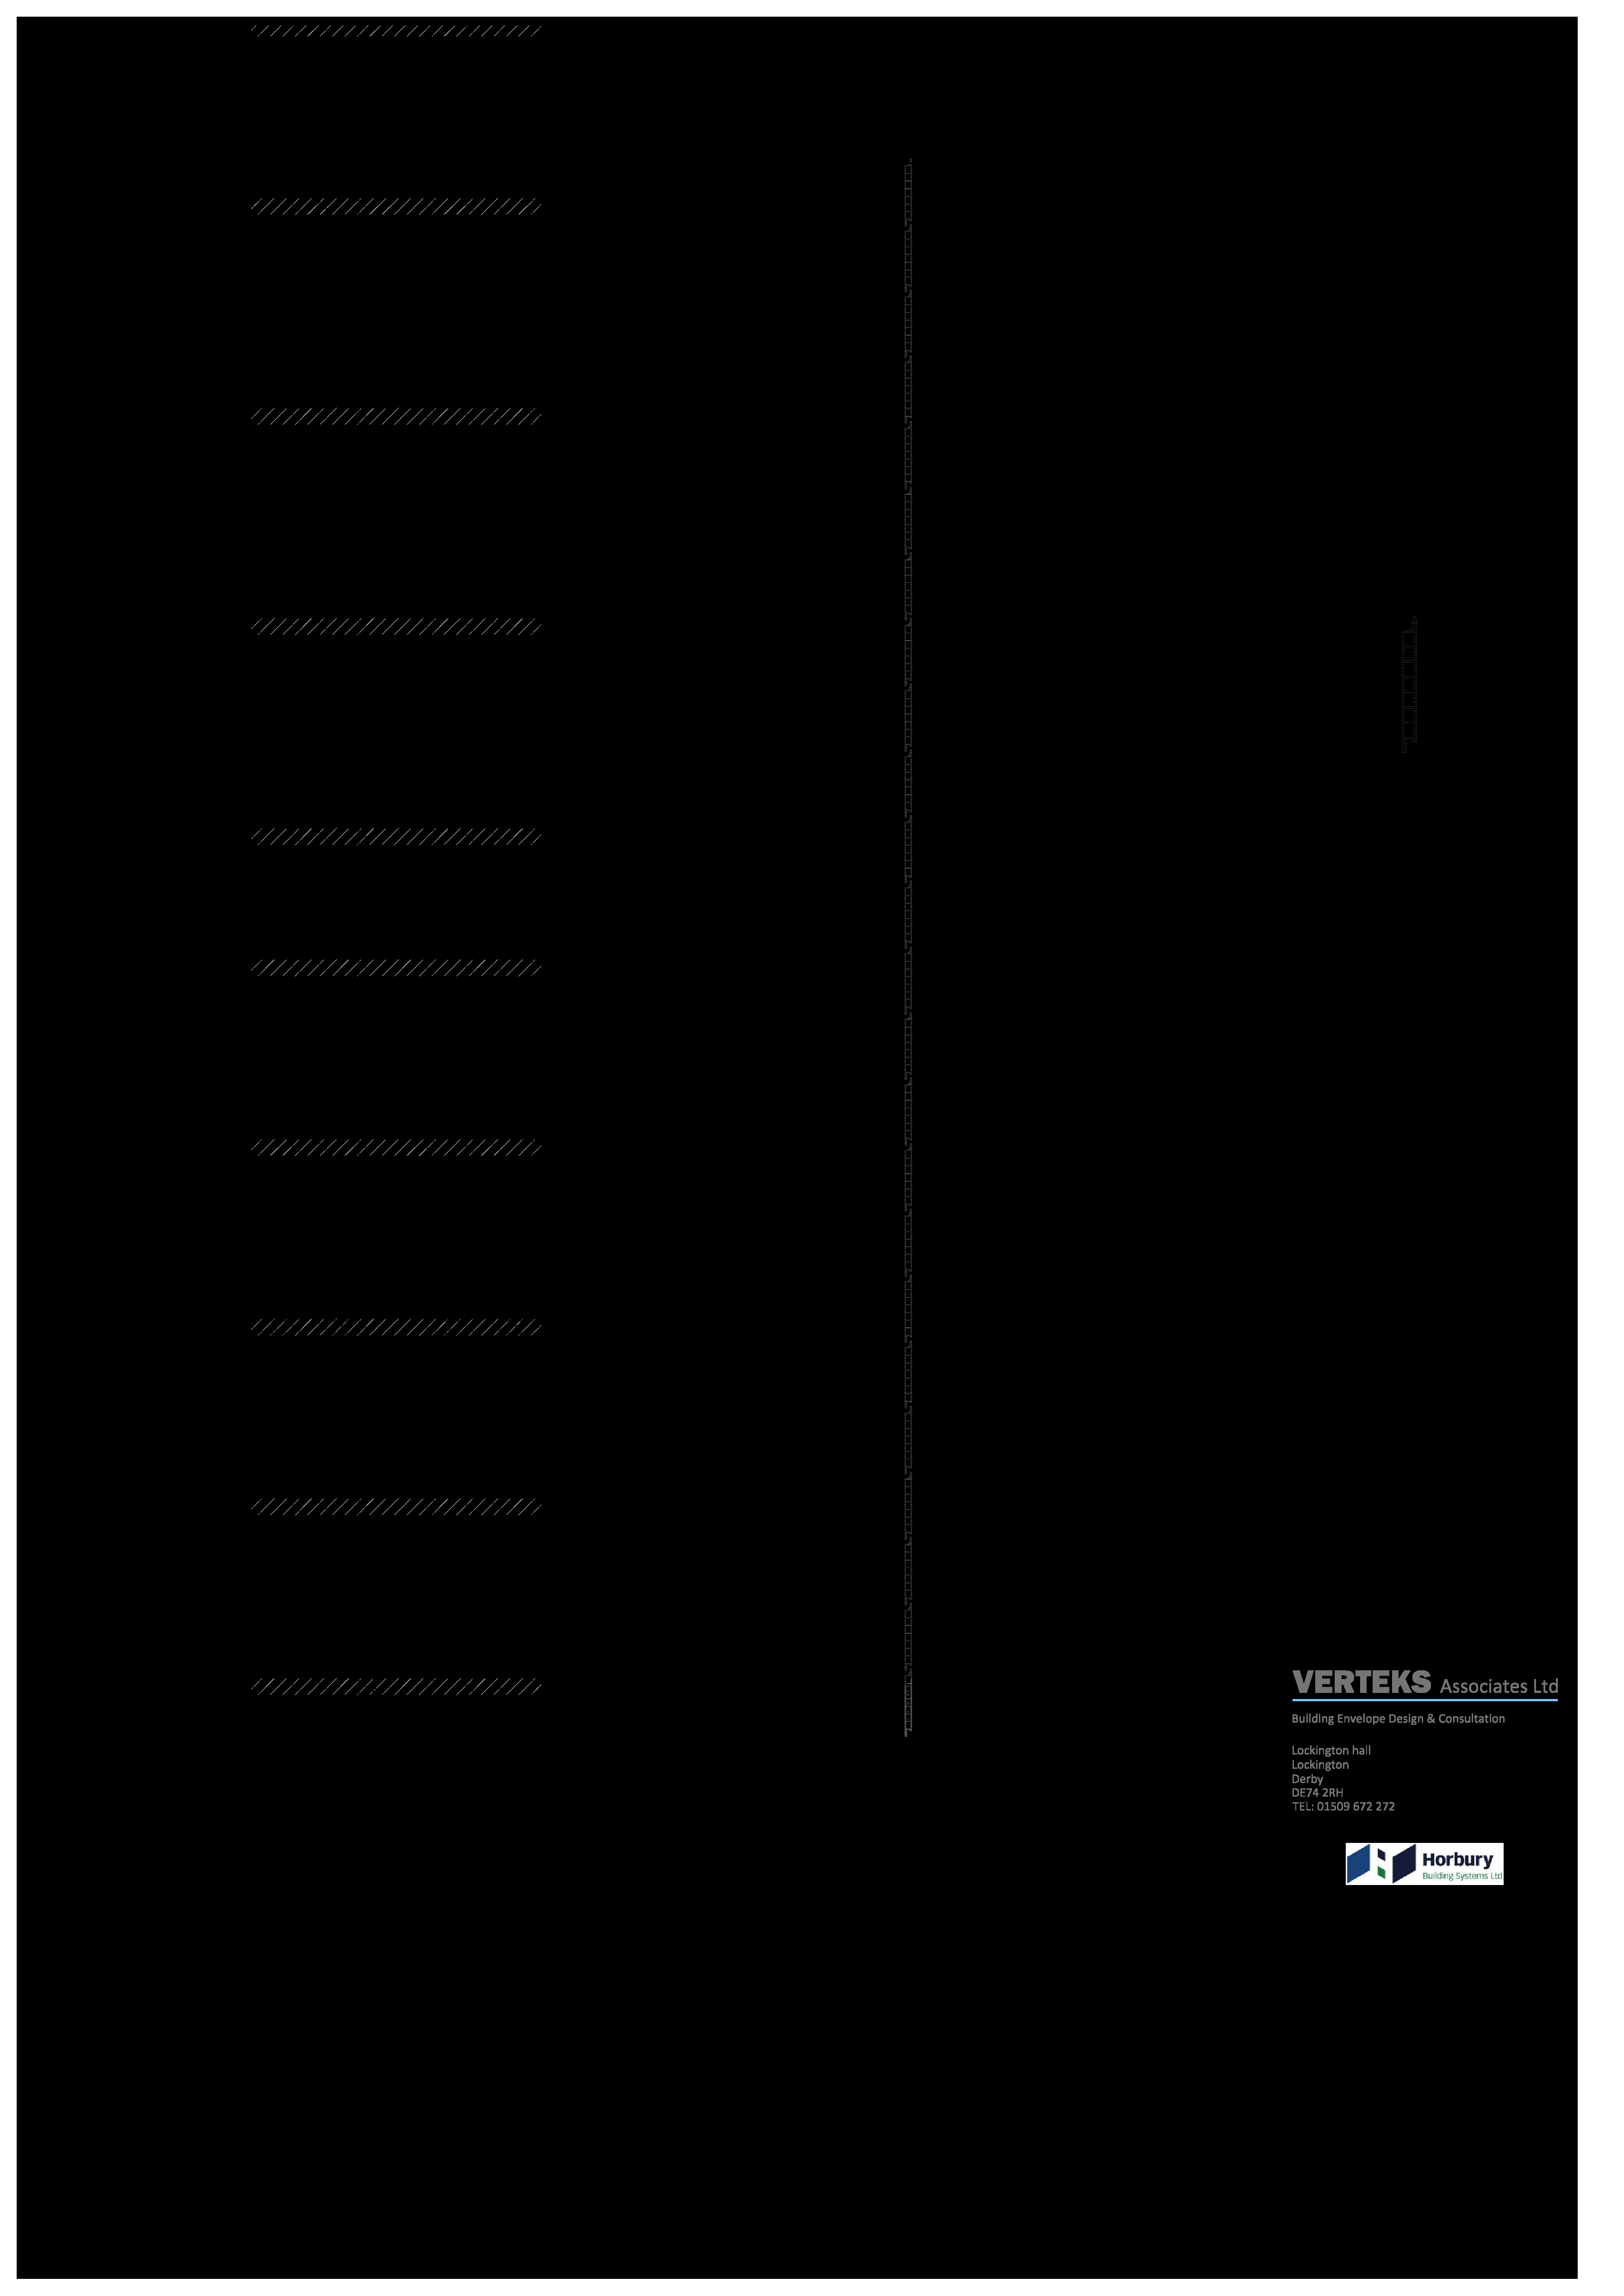 VERTEKS Associates Ltd
Building Envelope Design & Consultation
Lockington hall
Lockington
Derby
DE74 2RH
TEL: 01509 672 272
Horbury
Building Systems Ltd